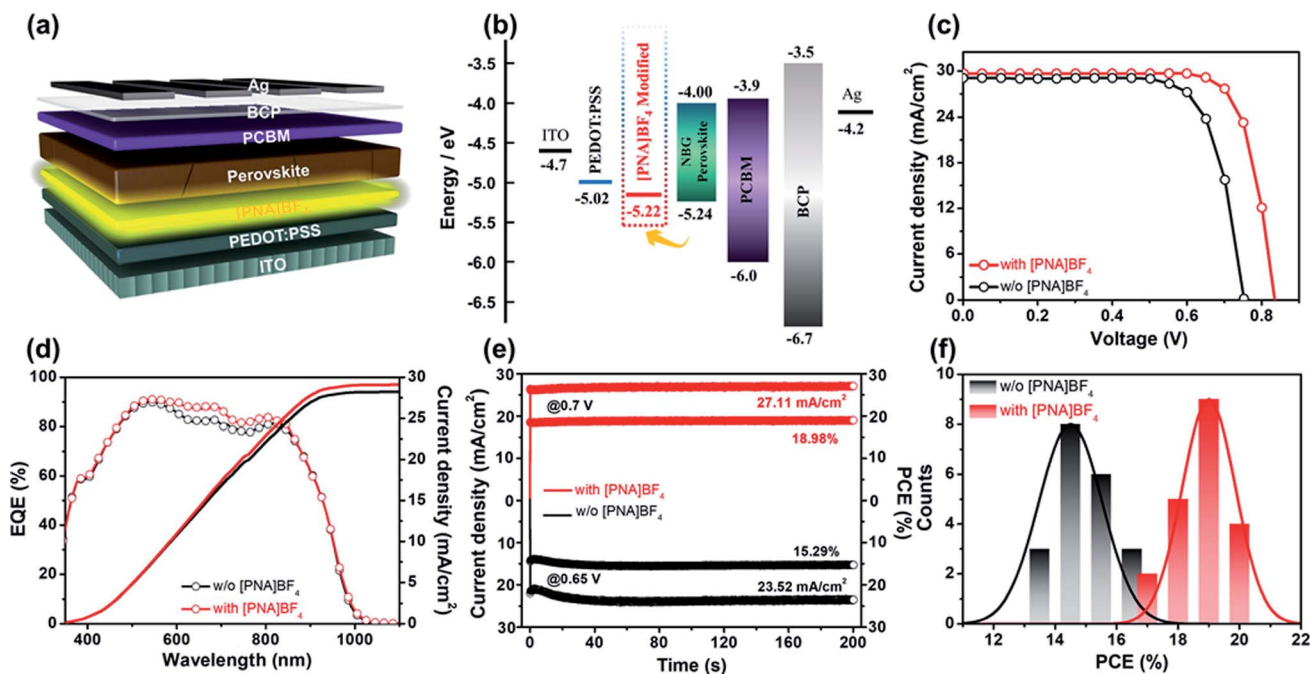 (a)
Ag
BCP
PCBM
Perovskite
[PNA]BF₄
PEDOT:PSS
ITO
(b)
Energy / eV
-3.5
-4.0
-4.5
-5.0
-5.5
-6.0
-6.5
ITO
-4.7
PEDOT:PSS
-5.02
[PNA]BF₄ Modified
-5.22
-4.00
NBG
Perovskite
-5.24
-3.9
PCBM
-6.0
-3.5
BCP
-6.7
Ag
-4.2
(c)
Current density (mA/cm²)
30
24
18
12
6
0
with [PNA]BF₄
w/o [PNA]BF₄
0.0 0.2 0.4 0.6 0.8
Voltage (V)
(d)
EQE (%)
100
80
60
40
20
0
w/o [PNA]BF₄
with [PNA]BF₄
30
25
20
15
10
5
0
Current density (mA/cm²)
400 600 800 1000
Wavelength (nm)
(e)
Current density (mA/cm²)
30
20
10
0
10
20
30
@0.7 V
27.11 mA/cm²
18.98%
with [PNA]BF₄
w/o [PNA]BF₄
15.29%
@0.65 V
23.52 mA/cm²
30
20
10
0
10
20
30
PCE (%)
0 40 80 120 160 200
Time (s)
(f)
Counts
10
8
6
4
2
0
w/o [PNA]BF₄
with [PNA]BF₄
12 14 16 18 20 22
PCE (%)